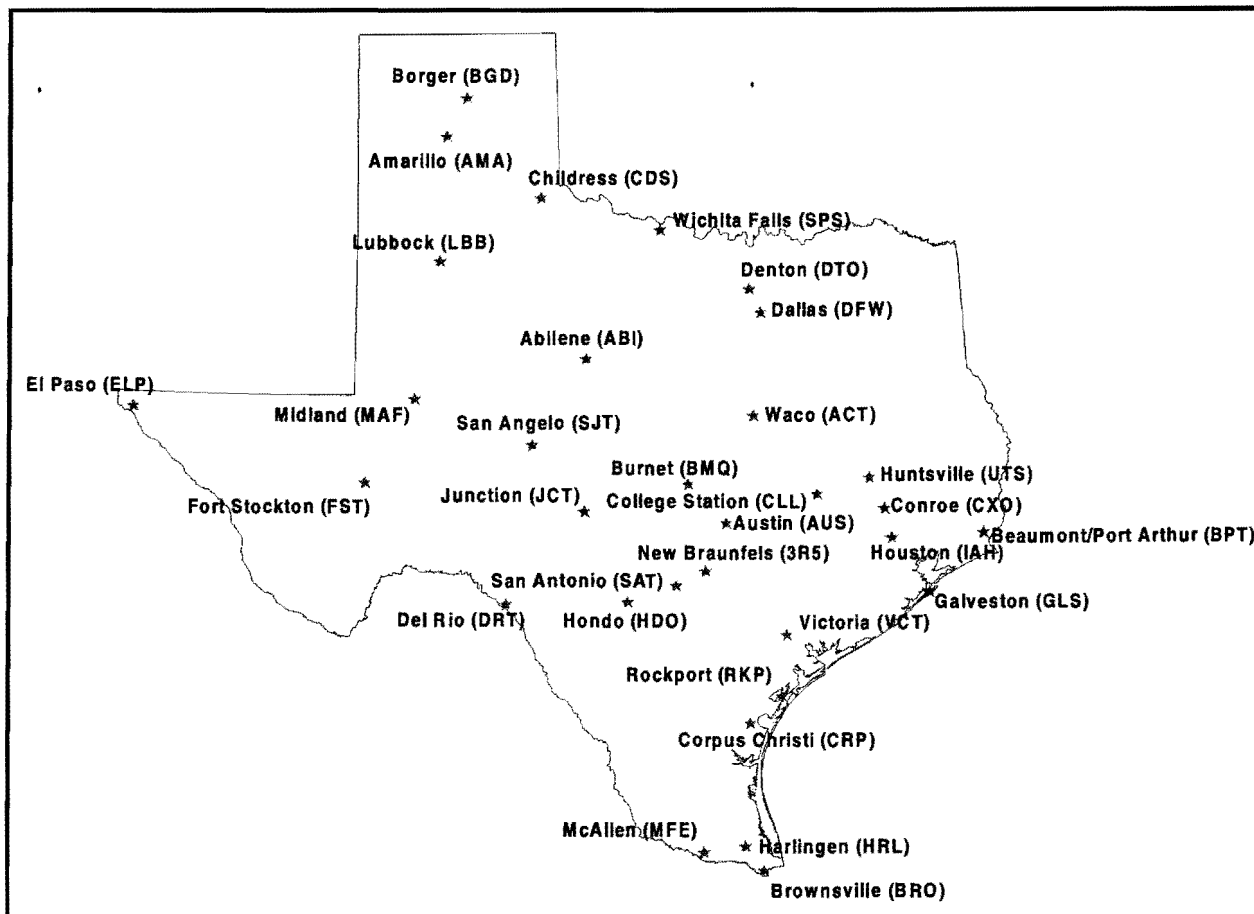 Borger (BGD)
Amarillo (AMA)
Childress (CDS)
Wichita Falls (SPS)
Lubbock (LBB)
Denton (DTO)
Dallas (DFW)
Abilene (ABI)
El Paso (ELP)
Midland (MAF)
San Angelo (SJT)
Waco (ACT)
Burnet (BMQ)
Huntsville (UTS)
Fort Stockton (FST)
Junction (JCT)
College Station (CLL)
Conroe (CXO)
Austin (AUS)
Beaumont/Port Arthur (BPT)
New Braunfels (3R5)
Houston (IAH)
San Antonio (SAT)
Galveston (GLS)
Del Rio (DRT)
Hondo (HDO)
Victoria (VCT)
Rockport (RKP)
Corpus Christi (CRP)
McAllen (MFE)
Harlingen (HRL)
Brownsville (BRO)